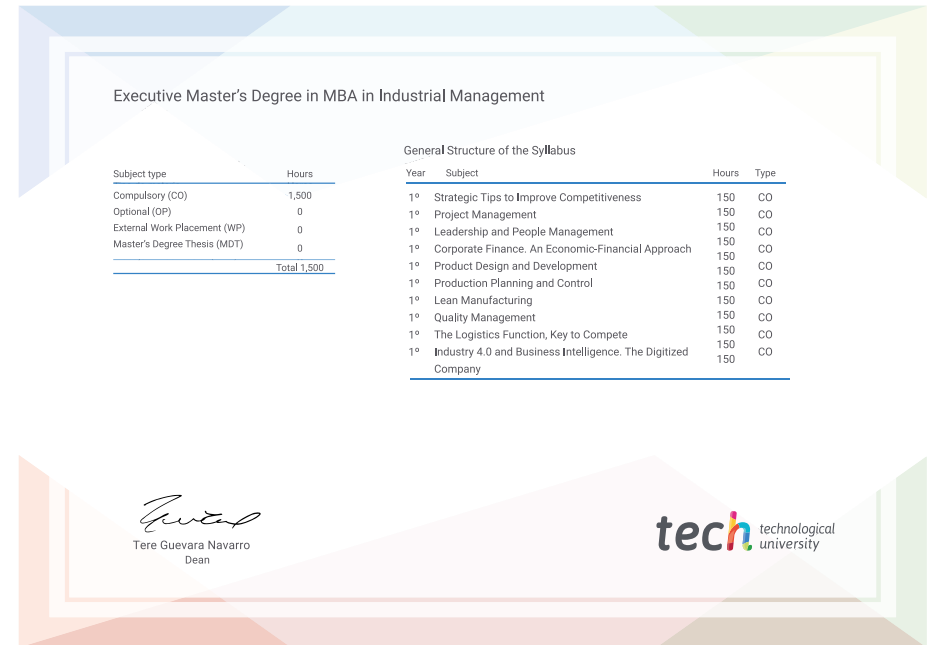 Executive Master's Degree in MBA in Industrial Management
Subject type Hours
Compulsory (CO) 1,500
Optional (OP) 0
External Work Placement (WP) 0
Master's Degree Thesis (MDT) 0
Total 1,500
General Structure of the Syllabus
Year Subject Hours Type
1º Strategic Tips to Improve Competitiveness 150 CO
1º Project Management 150 CO
1º Leadership and People Management 150 CO
1º Corporate Finance. An Economic-Financial Approach 150 CO
1º Product Design and Development 150 CO
1º Production Planning and Control 150 CO
1º Lean Manufacturing 150 CO
1º Quality Management 150 CO
1º The Logistics Function, Key to Compete 150 CO
1º Industry 4.0 and Business Intelligence. The Digitized 150 CO
Company 150
150
Tere Guevara Navarro
Dean
tech technological
university